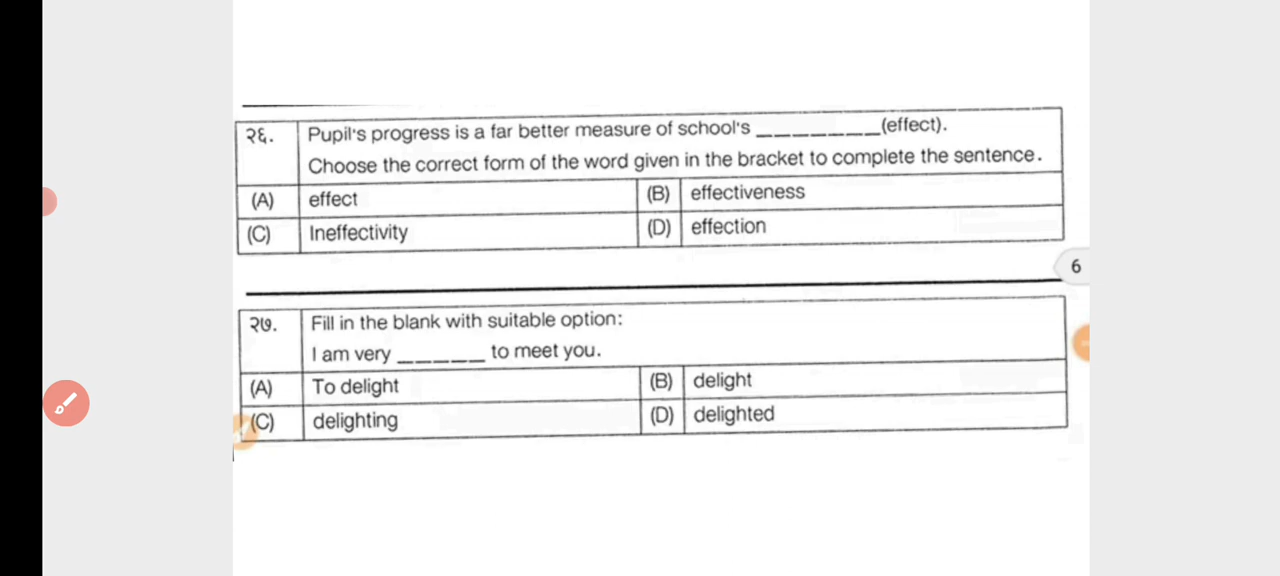 २६. Pupil's progress is a far better measure of school's _______(effect).
Choose the correct form of the word given in the bracket to complete the sentence.
(A) effect (B) effectiveness
(C) Ineffectivity (D) effection
6
२७. Fill in the blank with suitable option:
I am very _____ to meet you.
(A) To delight (B) delight
(C) delighting (D) delighted